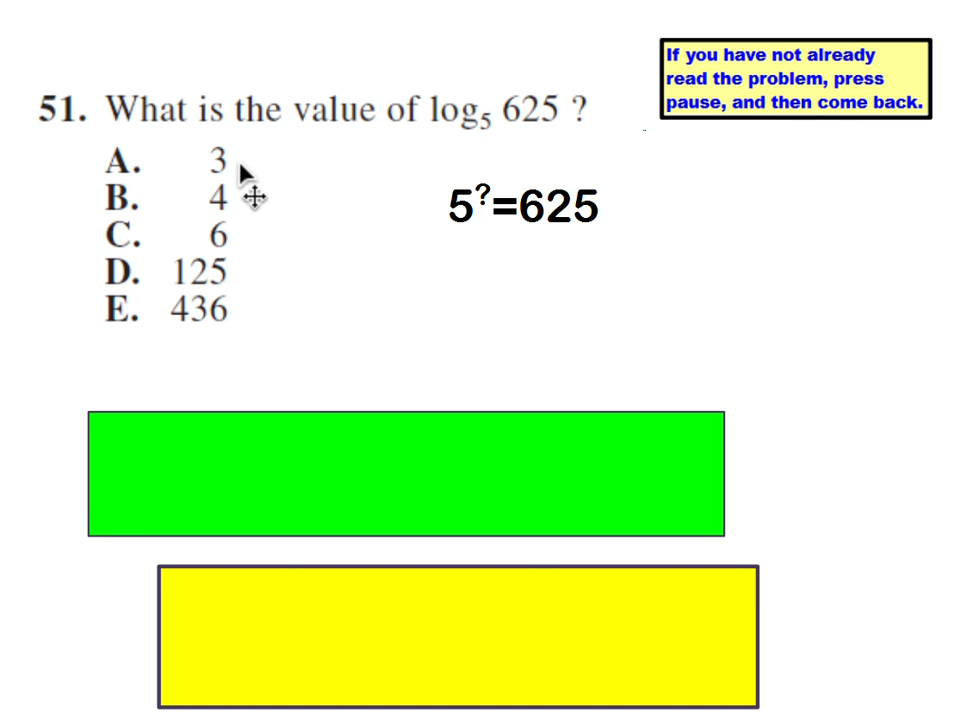 If you have not already
read the problem, press
pause, and then come back.
51. What is the value of log₅ 625 ?
A. 3
B. 4
C. 6
D. 125
E. 436
5^?=625